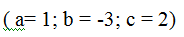 ( a= 1; b = -3; c = 2)